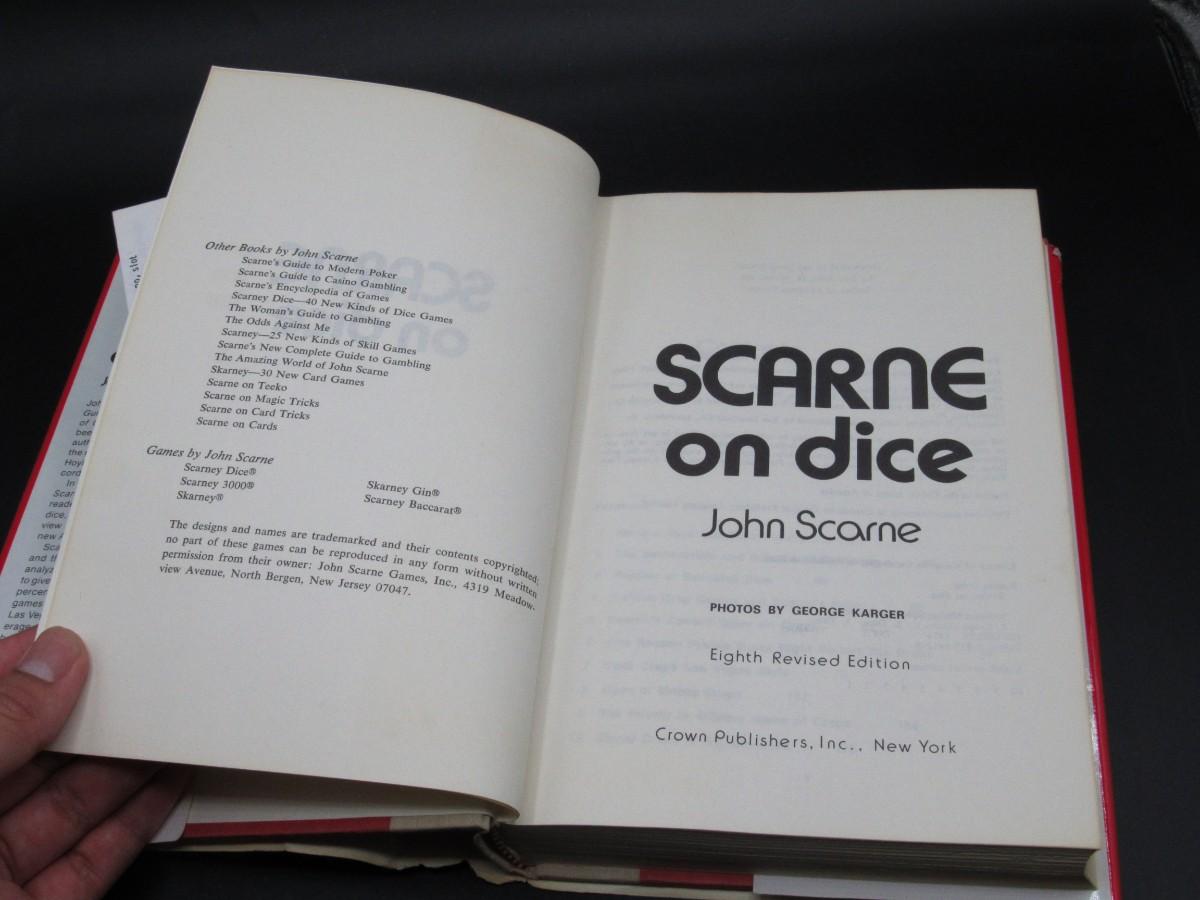 Other Books by John Scarne
Scarne's Guide to Modern Poker
Scarne's Guide to Casino Gambling
Scarne's Encyclopedia of Games
Scarney Dice—40 New Kinds of Dice Games
The Woman's Guide to Gambling
The Odds Against Me
Scarney—25 New Kinds of Skill Games
Scarne's New Complete Guide to Gambling
The Amazing World of John Scarne
Skarney—30 New Card Games
Scarne on Teeko
Scarne on Magic Tricks
Scarne on Card Tricks
Scarne on Cards
Games by John Scarne
Scarney Dice®
Scarney 3000® Skarney Gin®
Skarney® Scarney Baccarat®
The designs and names are trademarked and their contents copyrighted;
no part of these games can be reproduced in any form without written
permission from their owner: John Scarne Games, Inc., 4319 Meadow-
view Avenue, North Bergen, New Jersey 07047.
SCARNE
on dice
John Scarne
PHOTOS BY GEORGE KARGER
Eighth Revised Edition
Crown Publishers, Inc., New York